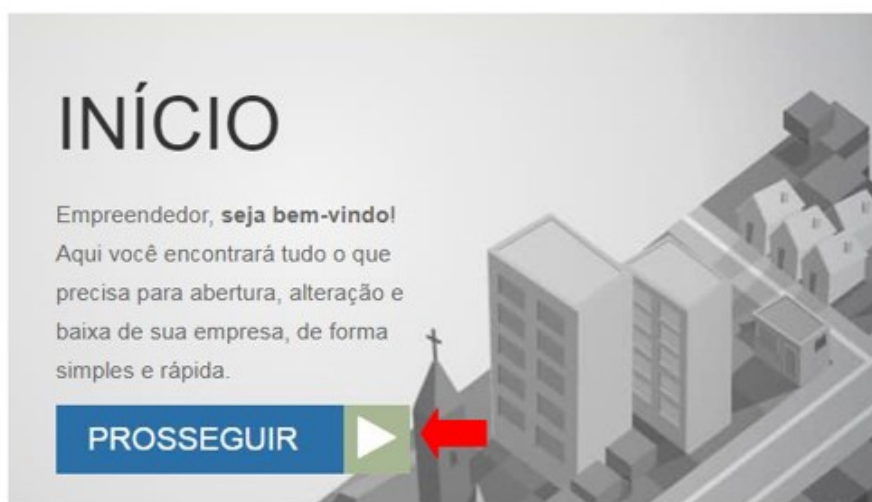 INÍCIO
Empreendedor, seja bem-vindo!
Aqui você encontrará tudo o que
precisa para abertura, alteração e
baixa de sua empresa, de forma
simples e rápida.
PROSSEGUIR